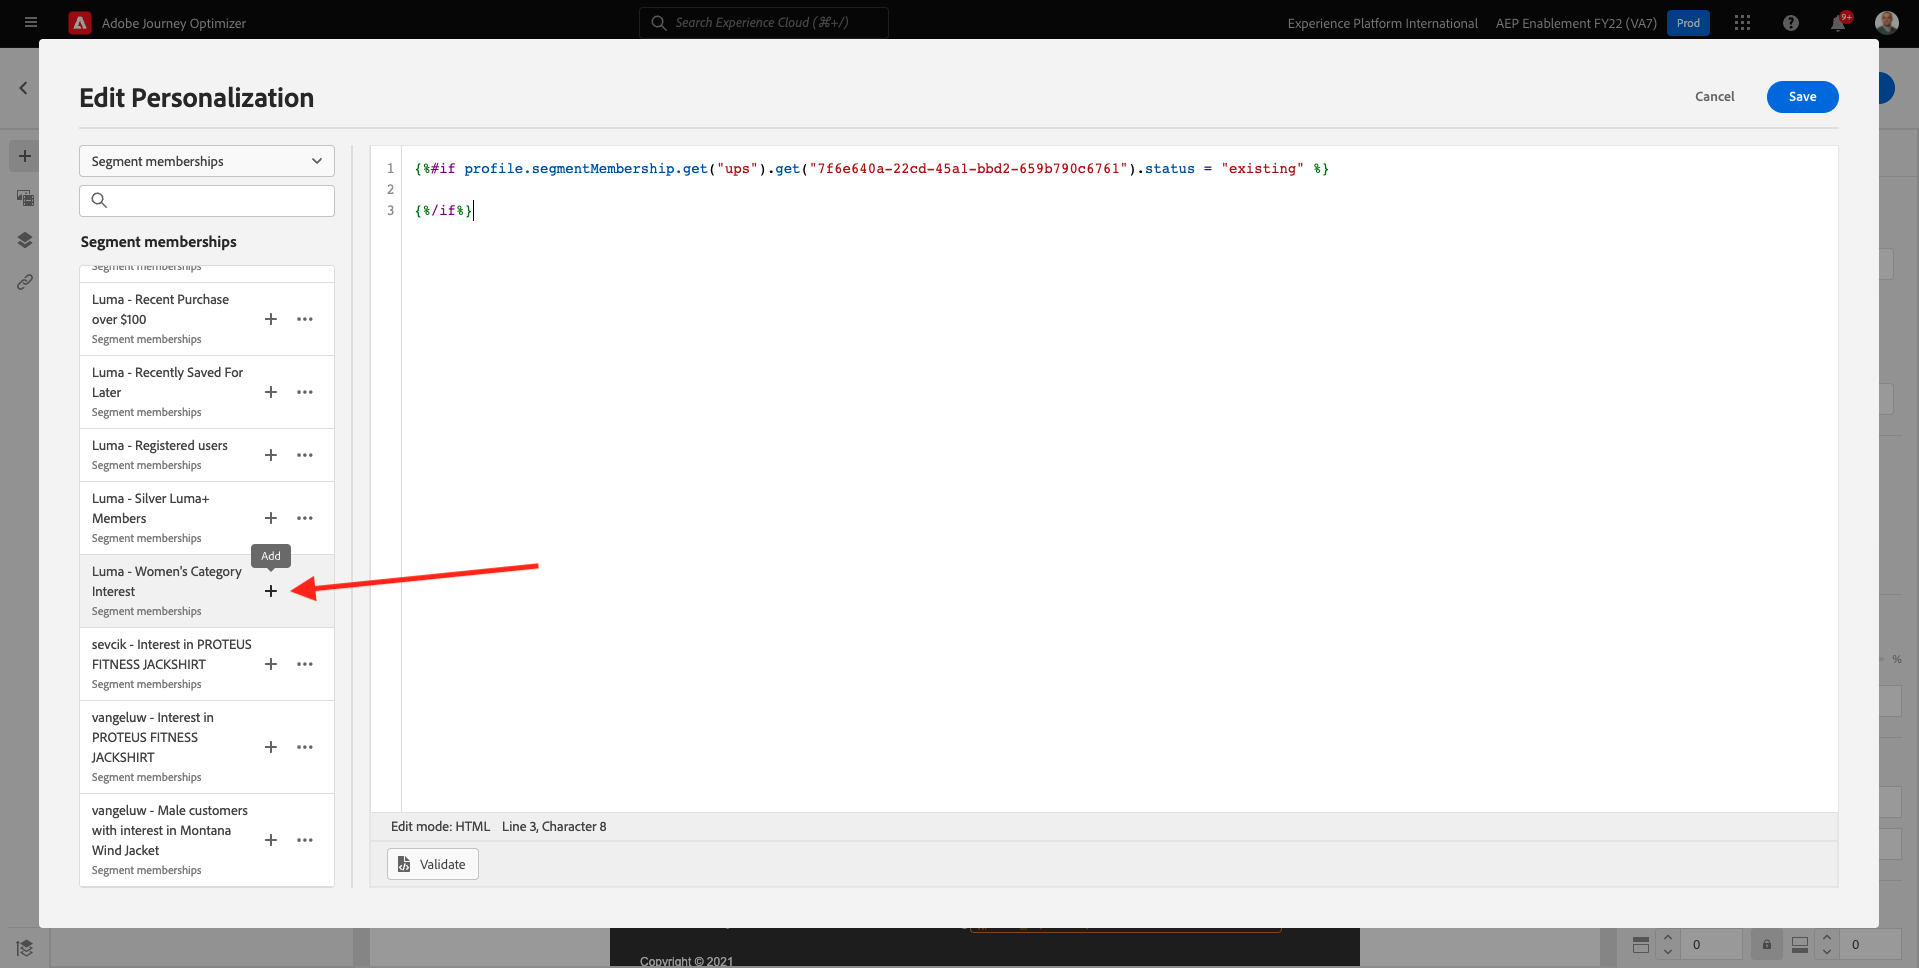 Adobe Journey Optimizer
Search Experience Cloud (⌘+/)
Experience Platform International
AEP Enablement FY22 (VA7)
Prod
9+
Edit Personalization
Cancel
Save
Segment memberships
Segment memberships
Segment memberships
Luma - Recent Purchase
over $100
Segment memberships
Luma - Recently Saved For
Later
Segment memberships
Luma - Registered users
Segment memberships
Luma - Silver Luma+
Members
Segment memberships
Add
Luma - Women's Category
Interest
Segment memberships
sevcik - Interest in PROTEUS
FITNESS JACKSHIRT
Segment memberships
vangeluw - Interest in
PROTEUS FITNESS
JACKSHIRT
Segment memberships
vangeluw - Male customers
with interest in Montana
Wind Jacket
Segment memberships
1 {%#if profile.segmentMembership.get("ups").get("7f6e640a-22cd-45a1-bbd2-659b790c6761").status = "existing" %}
2
3 {%/if%}
Edit mode: HTML Line 3, Character 8
Validate
%
Copyright © 2021
0
0